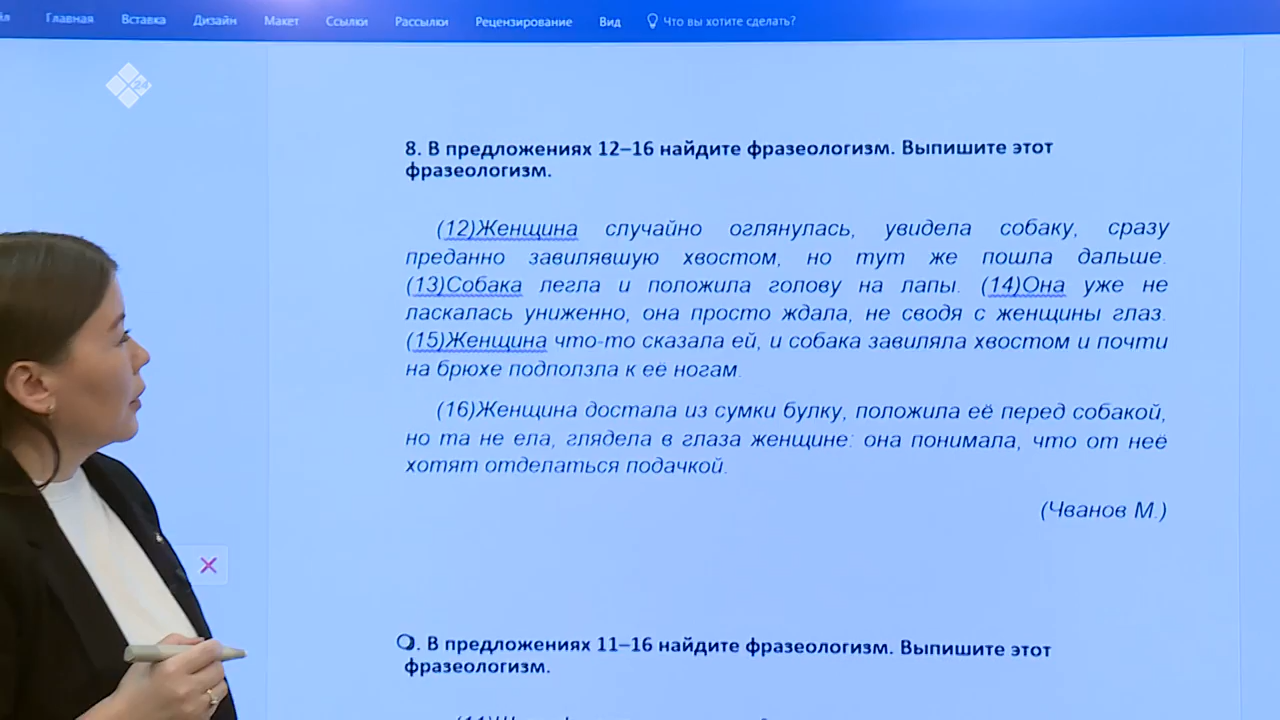 Главная Вставка Дизайн Макет Ссылки Рассылки Рецензирование Вид Что вы хотите сделать?
24
8. В предложениях 12–16 найдите фразеологизм. Выпишите этот
фразеологизм.
(12)Женщина случайно оглянулась, увидела собаку, сразу
преданно завилявшую хвостом, но тут же пошла дальше.
(13)Собака легла и положила голову на лапы. (14)Она уже не
ласкалась униженно, она просто ждала, не сводя с женщины глаз.
(15)Женщина что-то сказала ей, и собака завиляла хвостом и почти
на брюхе подползла к её ногам.
(16)Женщина достала из сумки булку, положила её перед собакой,
но та не ела, глядела в глаза женщине: она понимала, что от неё
хотят отделаться подачкой.
(Чванов М.)
В предложениях 11–16 найдите фразеологизм. Выпишите этот
фразеологизм.